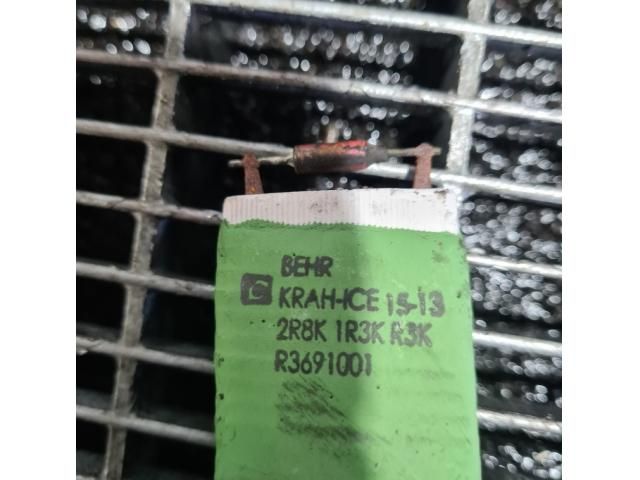 BEHR
KRAH-ICE 15-13
2R8K 1R3K R3K
R3691001